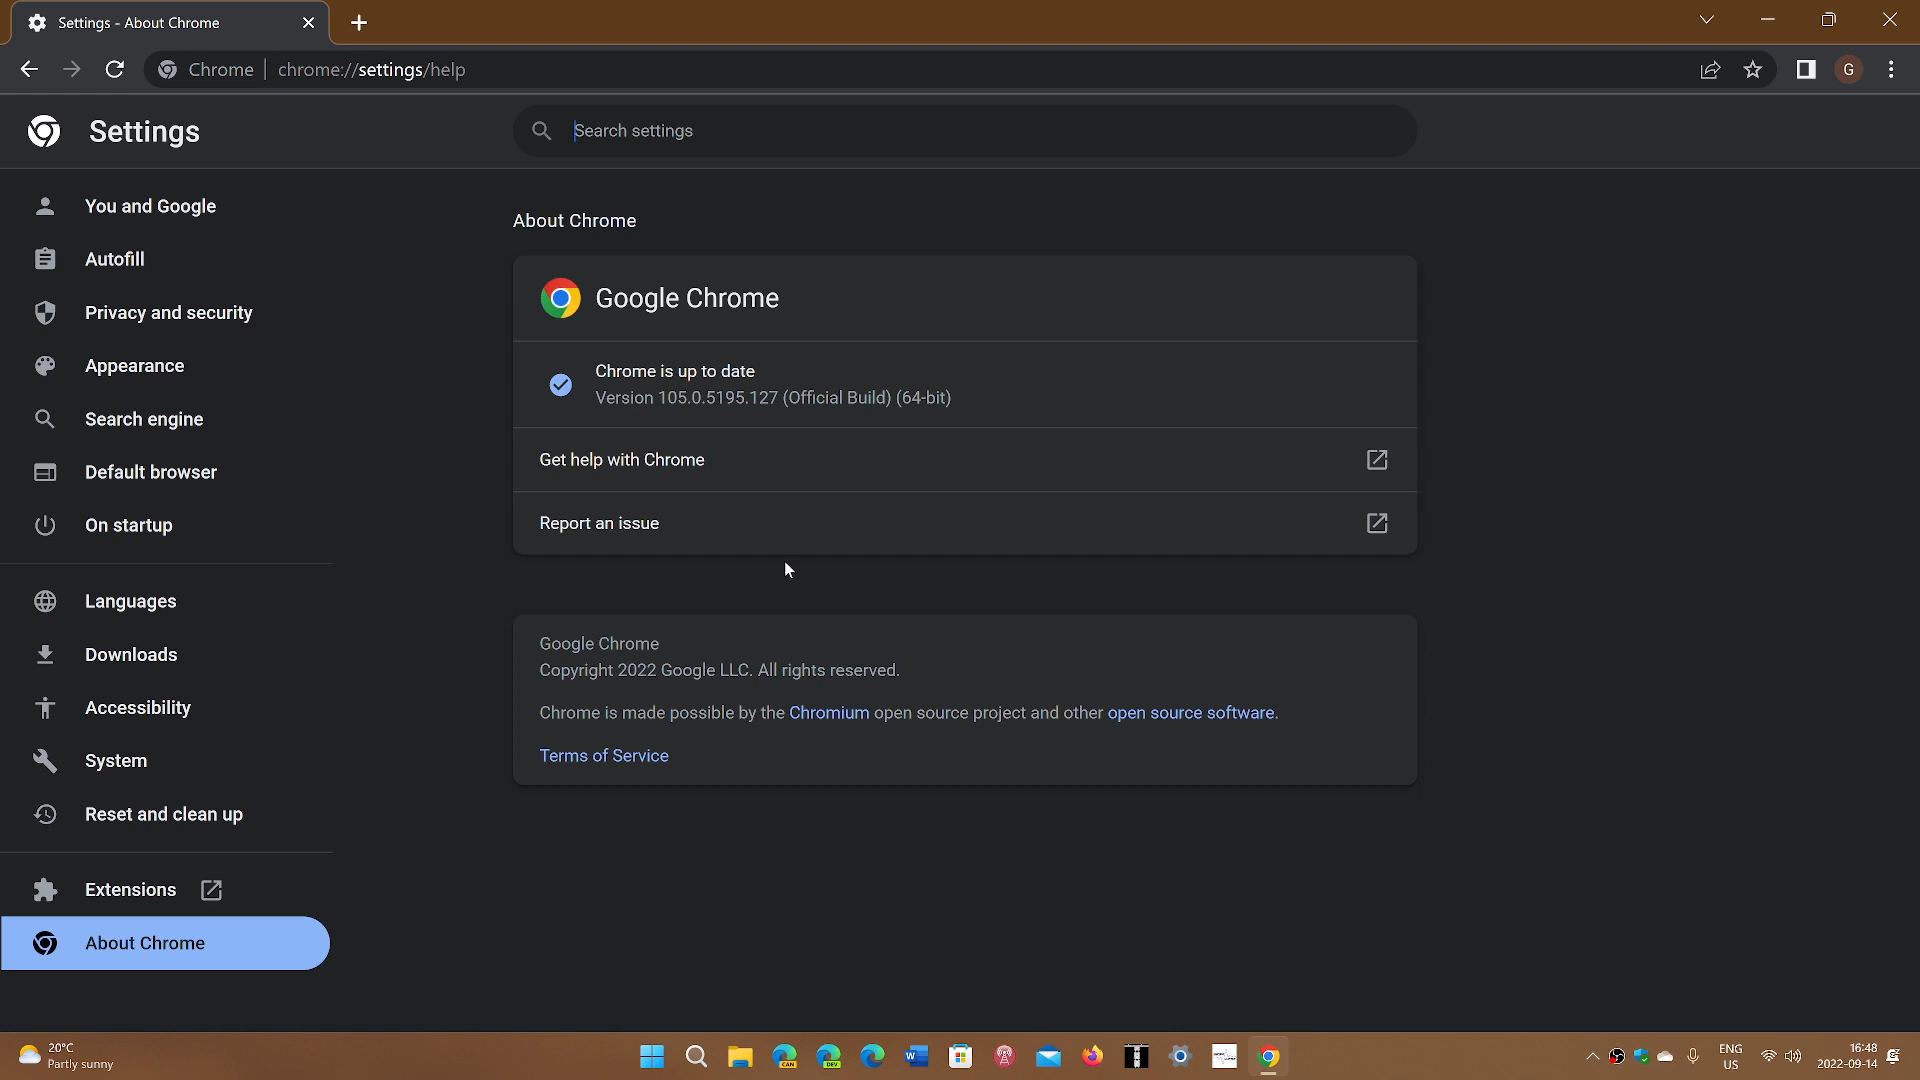 Settings - About Chrome
Chrome | chrome://settings/help
G
Settings
Search settings
You and Google
Autofill
Privacy and security
Appearance
Search engine
Default browser
On startup
Languages
Downloads
Accessibility
System
Reset and clean up
Extensions
About Chrome
About Chrome
Google Chrome
Chrome is up to date
Version 105.0.5195.127 (Official Build) (64-bit)
Get help with Chrome
Report an issue
Google Chrome
Copyright 2022 Google LLC. All rights reserved.
Chrome is made possible by the Chromium open source project and other open source software.
Terms of Service
20°C
Partly sunny
CAN
DEV
W
ENG
US
16:48
2022-09-14